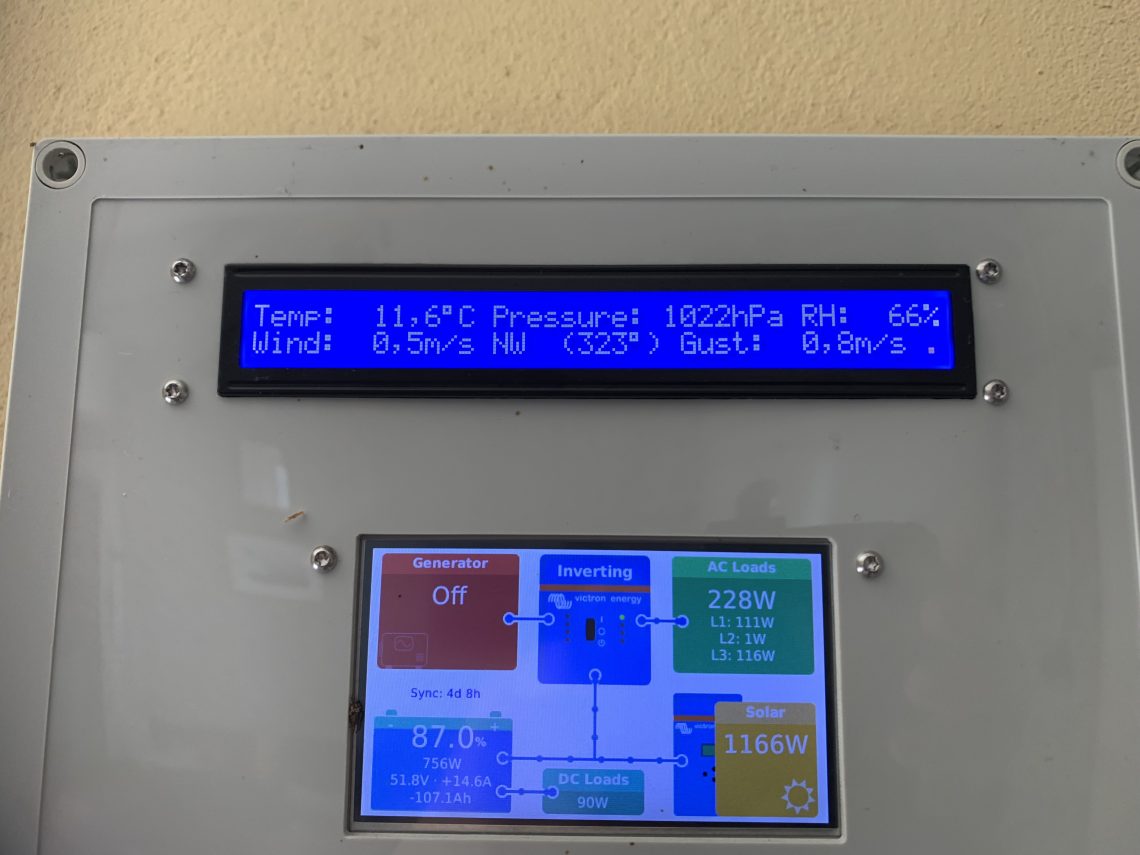 Temp: 11,6°C Pressure: 1022hPa RH: 66%
Wind: 0,5m/s NW (323°) Gust: 0,8m/s .
Generator
Off
Inverting
victron energy
AC Loads
228W
L1: 111W
L2: 1W
L3: 116W
Sync: 4d 8h
- +
87.0%
756W
51.8V · +14.6A
-107.1Ah
DC Loads
90W
Solar
1166W